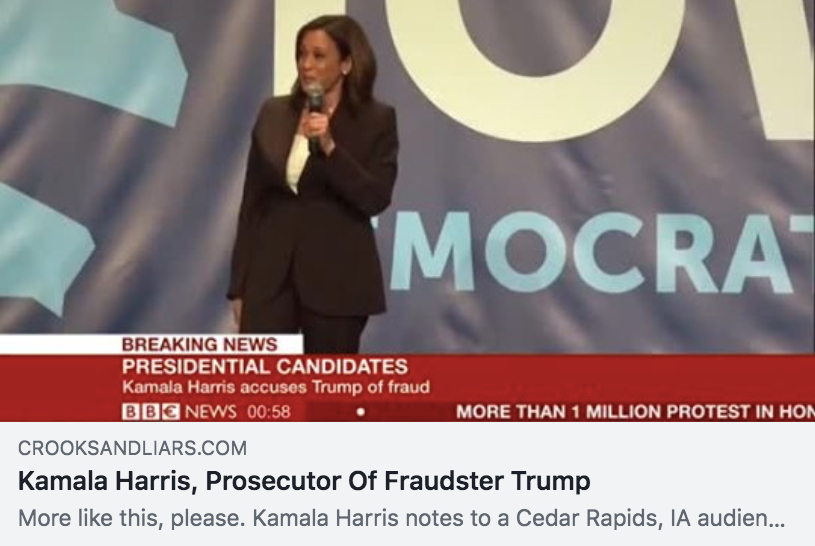 MOCRAT
BREAKING NEWS
PRESIDENTIAL CANDIDATES
Kamala Harris accuses Trump of fraud
BBC NEWS 00:58 • MORE THAN 1 MILLION PROTEST IN HON
CROOKSANDLIARS.COM
Kamala Harris, Prosecutor Of Fraudster Trump
More like this, please. Kamala Harris notes to a Cedar Rapids, IA audien...